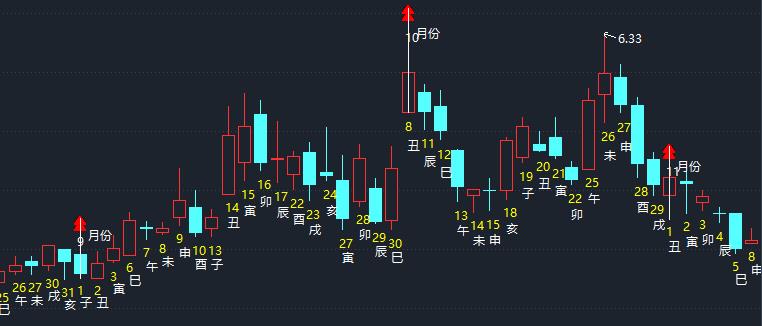 25
巳
26
午
27
未
30
戌
31
亥
9 月份
1
子
2
丑
3
寅
6
巳
7
午
8
未
9
申
10
酉
13
子
14
丑
15
寅
16
卯
17
辰
22
酉
23
戌
24
亥
27
寅
28
卯
29
辰
30
巳
10 月份
8
丑
11
辰
12
巳
13
午
14
未
15
申
18
亥
19
子
20
丑
21
寅
22
卯
25
午
6.33
26
未
27
申
28
酉
29
戌
11 月份
1
丑
2
寅
3
卯
4
辰
5
巳
8
申